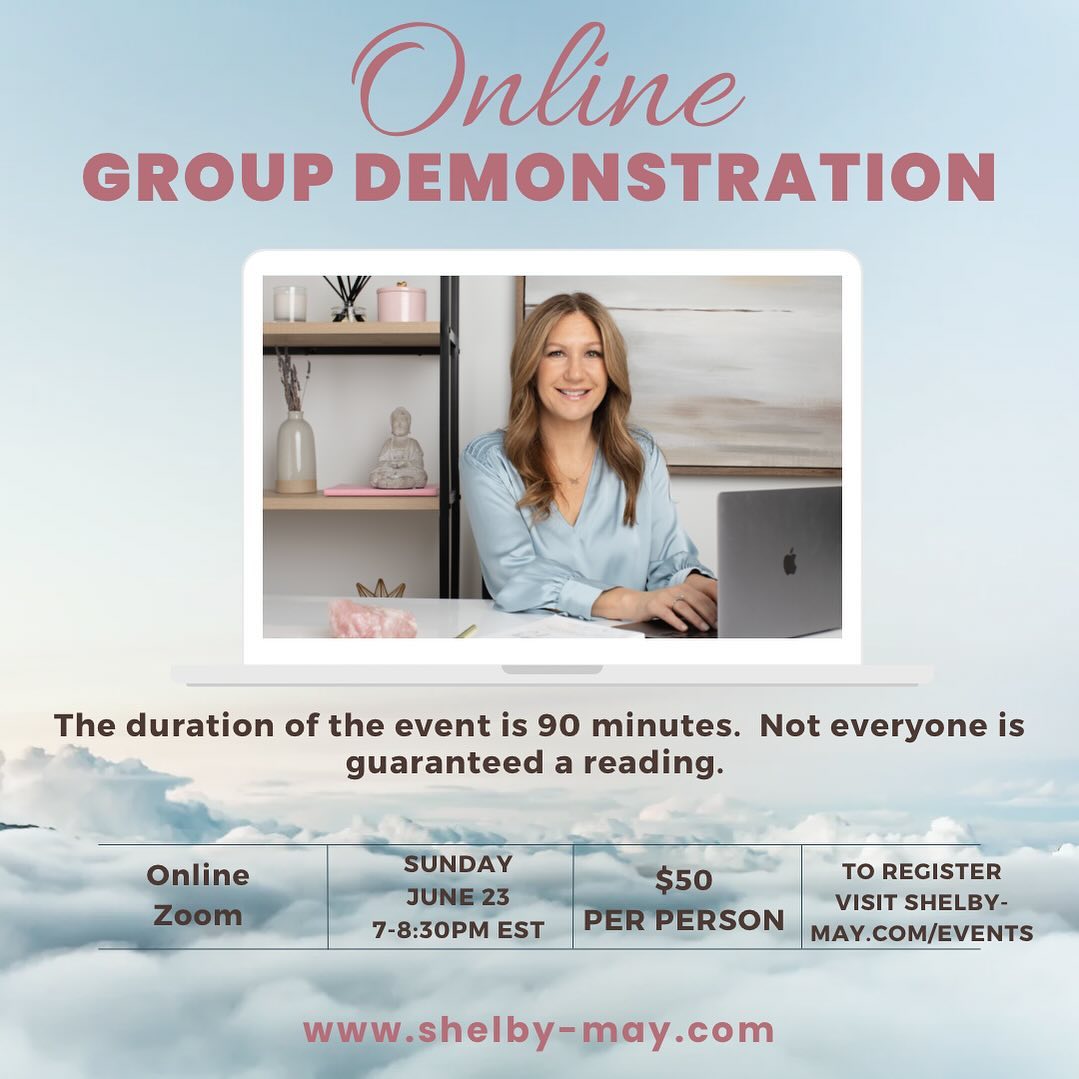 Online
GROUP DEMONSTRATION
The duration of the event is 90 minutes. Not everyone is
guaranteed a reading.
Online
Zoom
SUNDAY
JUNE 23
7-8:30PM EST
$50
PER PERSON
TO REGISTER
VISIT SHELBY-
MAY.COM/EVENTS
www.shelby-may.com